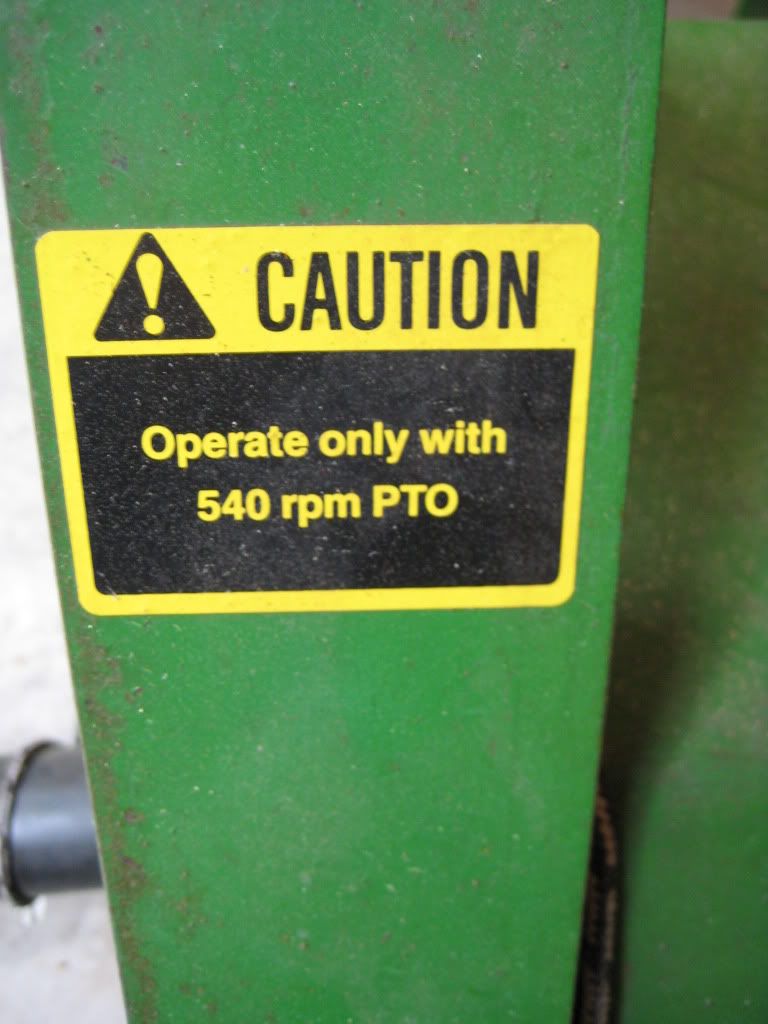 CAUTION
Operate only with
540 rpm PTO